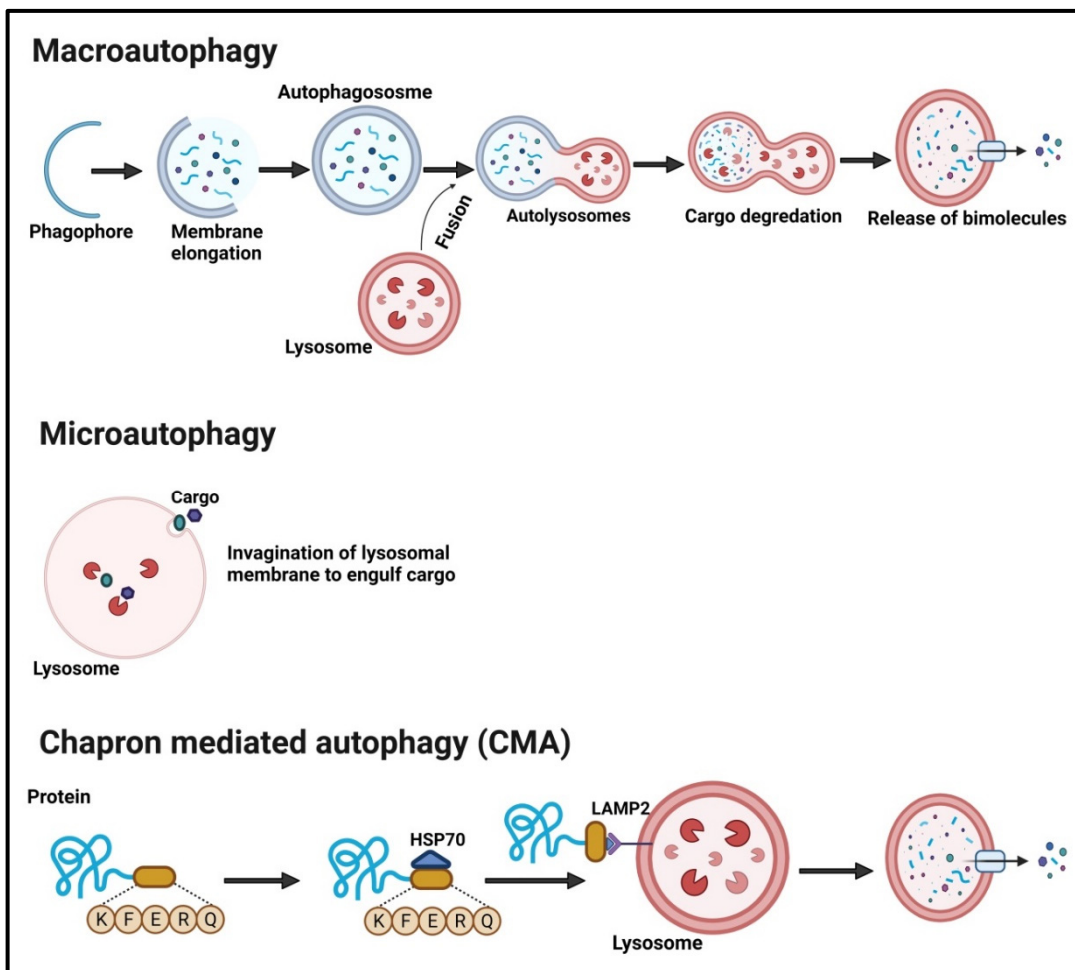 Macroautophagy
Autophagososme
Phagophore
Membrane
elongation
Fusion
Lysosome
Autolysosomes
Cargo degredation
Release of bimolecules
Microautophagy
Cargo
Invagination of lysosomal
membrane to engulf cargo
Lysosome
Chapron mediated autophagy (CMA)
Protein
K F E R Q
HSP70
K F E R Q
LAMP2
Lysosome